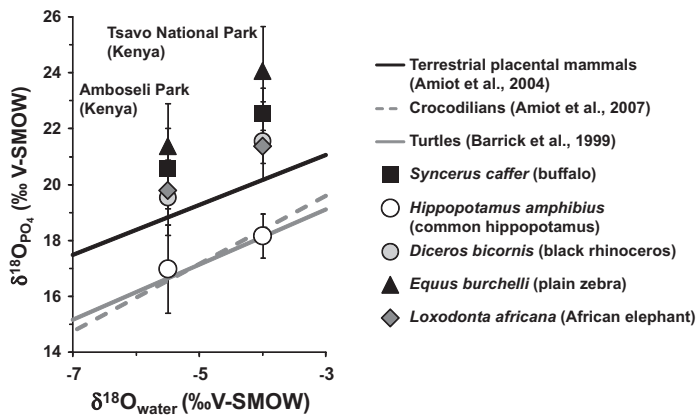 Tsavo National Park
(Kenya)
Amboseli Park
(Kenya)
26
24
22
20
18
16
14
-7
-5
-3
δ18OPO4 (‰ V-SMOW)
δ18Owater (‰V-SMOW)
Terrestrial placental mammals
(Amiot et al., 2004)
Crocodilians (Amiot et al., 2007)
Turtles (Barrick et al., 1999)
Syncerus caffer (buffalo)
Hippopotamus amphibius
(common hippopotamus)
Diceros bicornis (black rhinoceros)
Equus burchelli (plain zebra)
Loxodonta africana (African elephant)